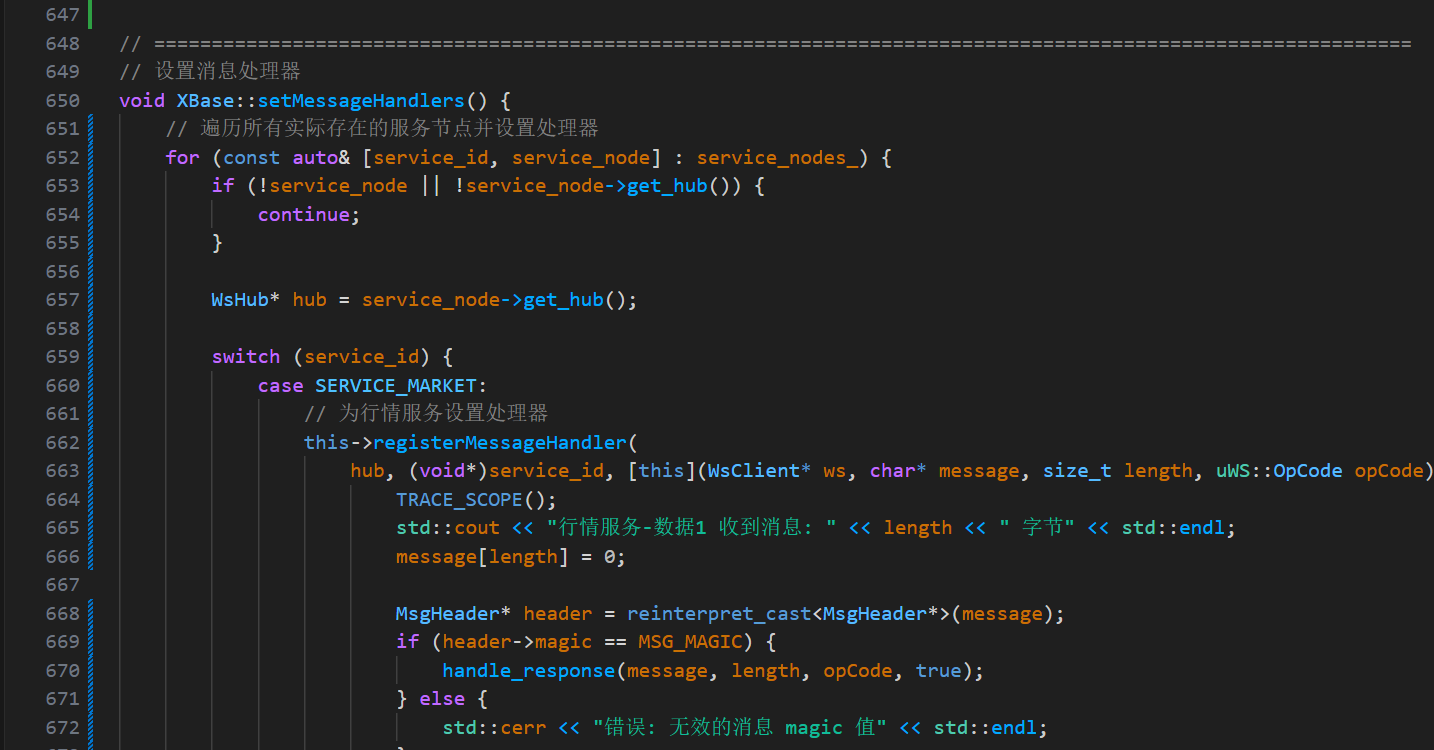 647
648 // =============================================================================================================
649 // 设置消息处理器
650 void XBase::setMessageHandlers() {
651 // 遍历所有实际存在的服务节点并设置处理器
652 for (const auto& [service_id, service_node] : service_nodes_) {
653 if (!service_node || !service_node->get_hub()) {
654 continue;
655 }
656
657 WsHub* hub = service_node->get_hub();
658
659 switch (service_id) {
660 case SERVICE_MARKET:
661 // 为行情服务设置处理器
662 this->registerMessageHandler(
663 hub, (void*)service_id, [this](WsClient* ws, char* message, size_t length, uWS::OpCode opCode)
664 TRACE_SCOPE();
665 std::cout << "行情服务-数据1 收到消息: " << length << " 字节" << std::endl;
666 message[length] = 0;
667
668 MsgHeader* header = reinterpret_cast<MsgHeader*>(message);
669 if (header->magic == MSG_MAGIC) {
670 handle_response(message, length, opCode, true);
671 } else {
672 std::cerr << "错误: 无效的消息 magic 值" << std::endl;